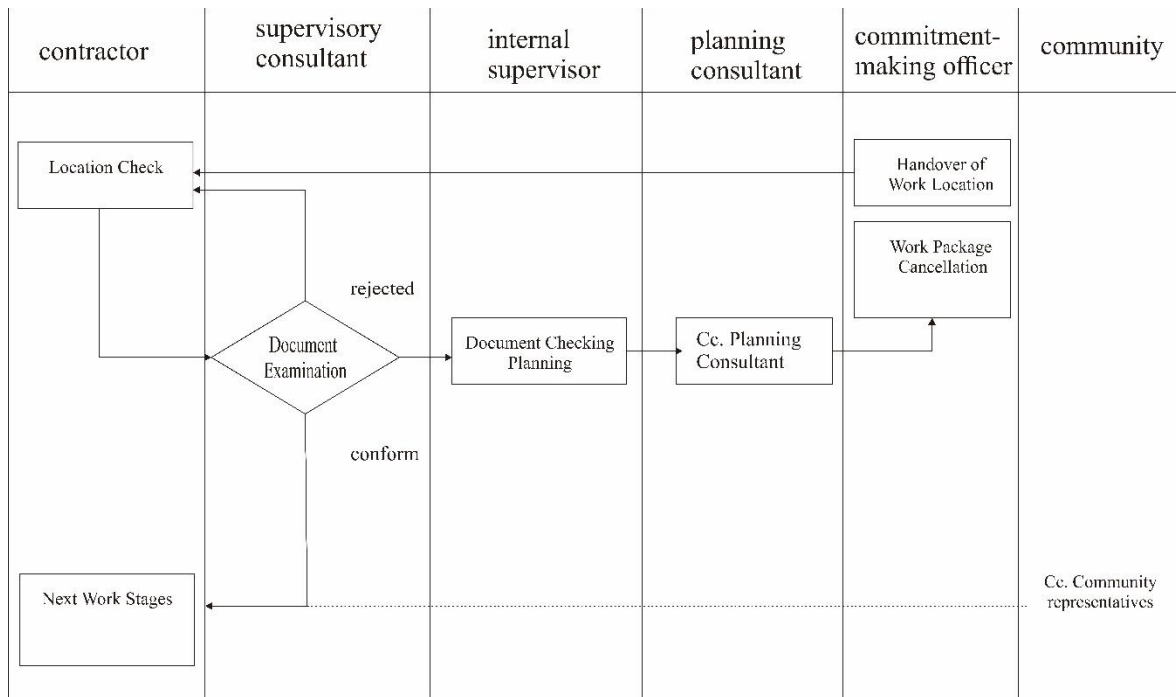 contractor
supervisory
consultant
internal
supervisor
planning
consultant
commitment-
making officer
community
Location Check
Handover of
Work Location
Work Package
Cancellation
rejected
Document
Examination
Document Checking
Planning
Cc. Planning
Consultant
conform
Next Work Stages
Cc. Community
representatives